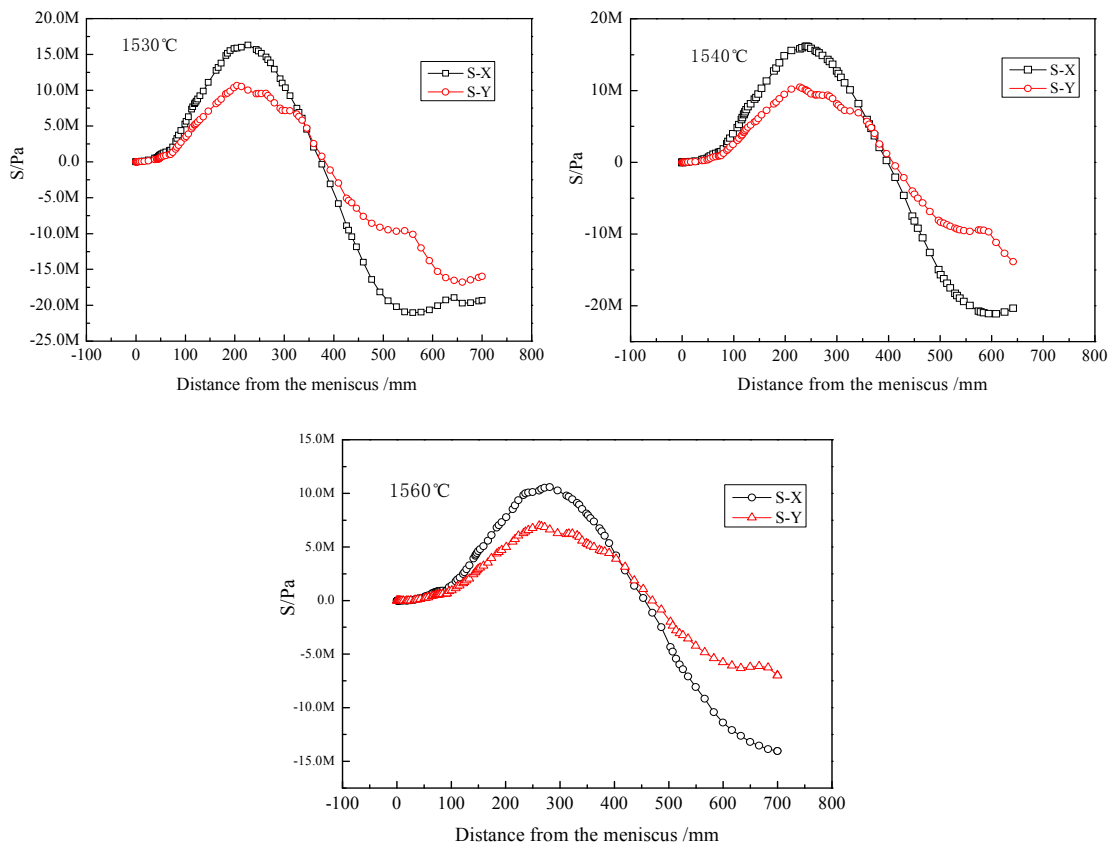 20.0M
15.0M
10.0M
5.0M
0.0
-5.0M
-10.0M
-15.0M
-20.0M
-25.0M
S/Pa
1530℃
S-X
S-Y
-100 0 100 200 300 400 500 600 700 800
Distance from the meniscus /mm
20M
10M
0
-10M
-20M
S/Pa
1540℃
S-X
S-Y
-100 0 100 200 300 400 500 600 700 800
Distance from the meniscus /mm
15.0M
10.0M
5.0M
0.0
-5.0M
-10.0M
-15.0M
S/Pa
1560℃
S-X
S-Y
-100 0 100 200 300 400 500 600 700 800
Distance from the meniscus /mm